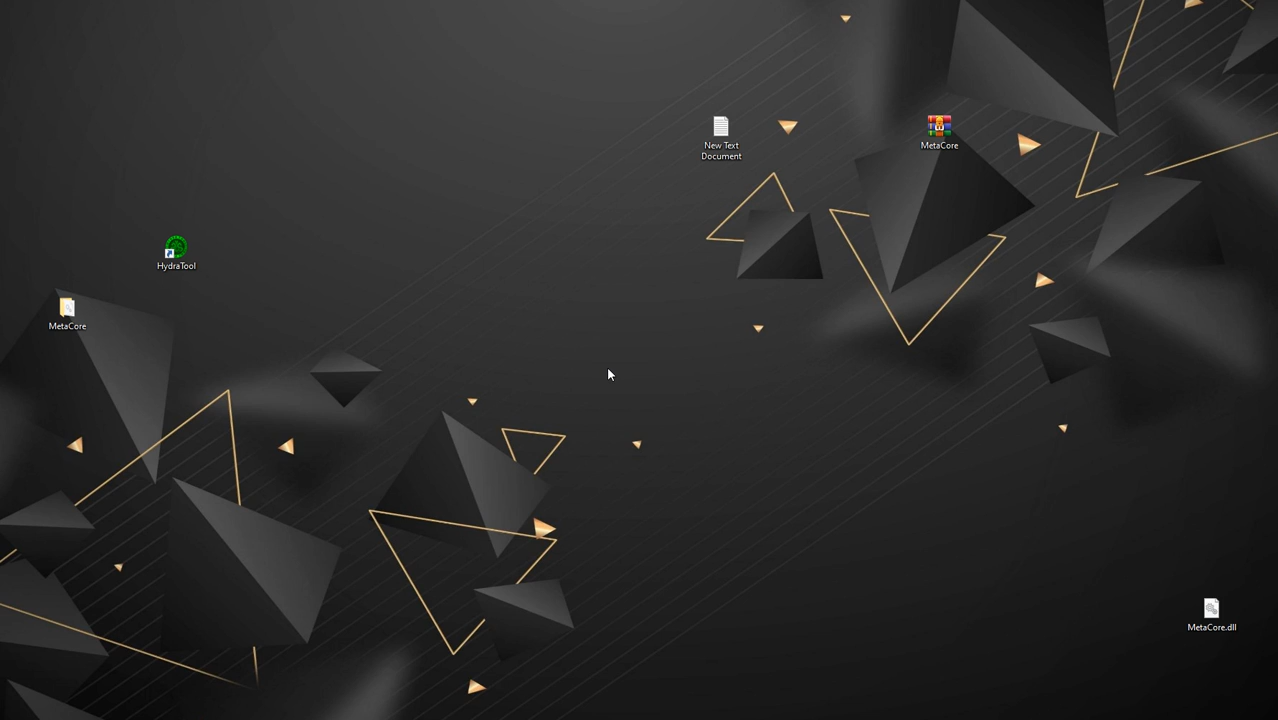 New Text
Document
MetaCore
HydraTool
MetaCore
MetaCore.dll